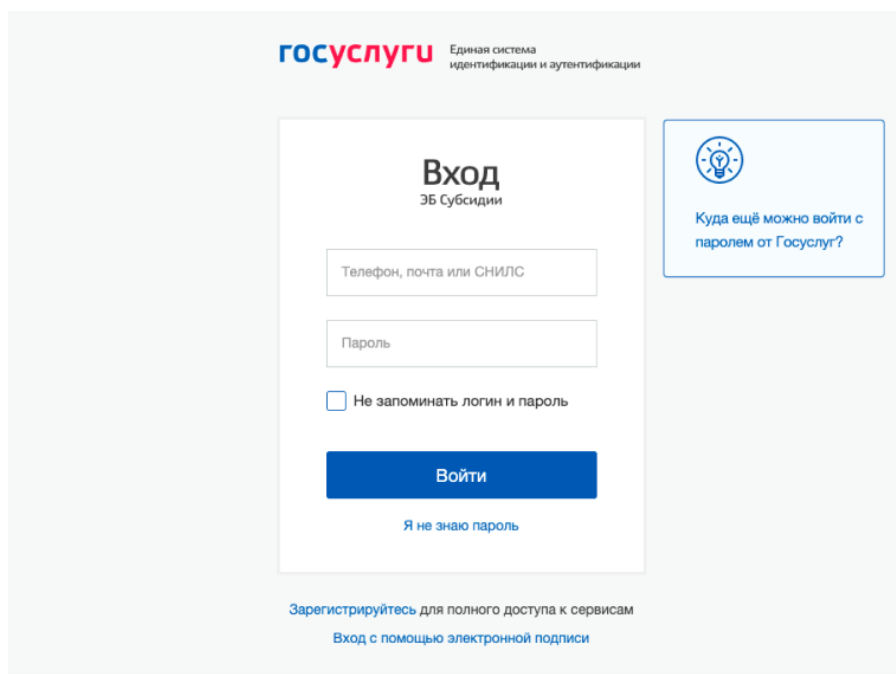 госуслуги
Единая система
идентификации и аутентификации
Вход
ЭБ Субсидии
Телефон, почта или СНИЛС
Пароль
Не запоминать логин и пароль
Войти
Я не знаю пароль
Куда ещё можно войти с
паролем от Госуслуг?
Зарегистрируйтесь для полного доступа к сервисам
Вход с помощью электронной подписи